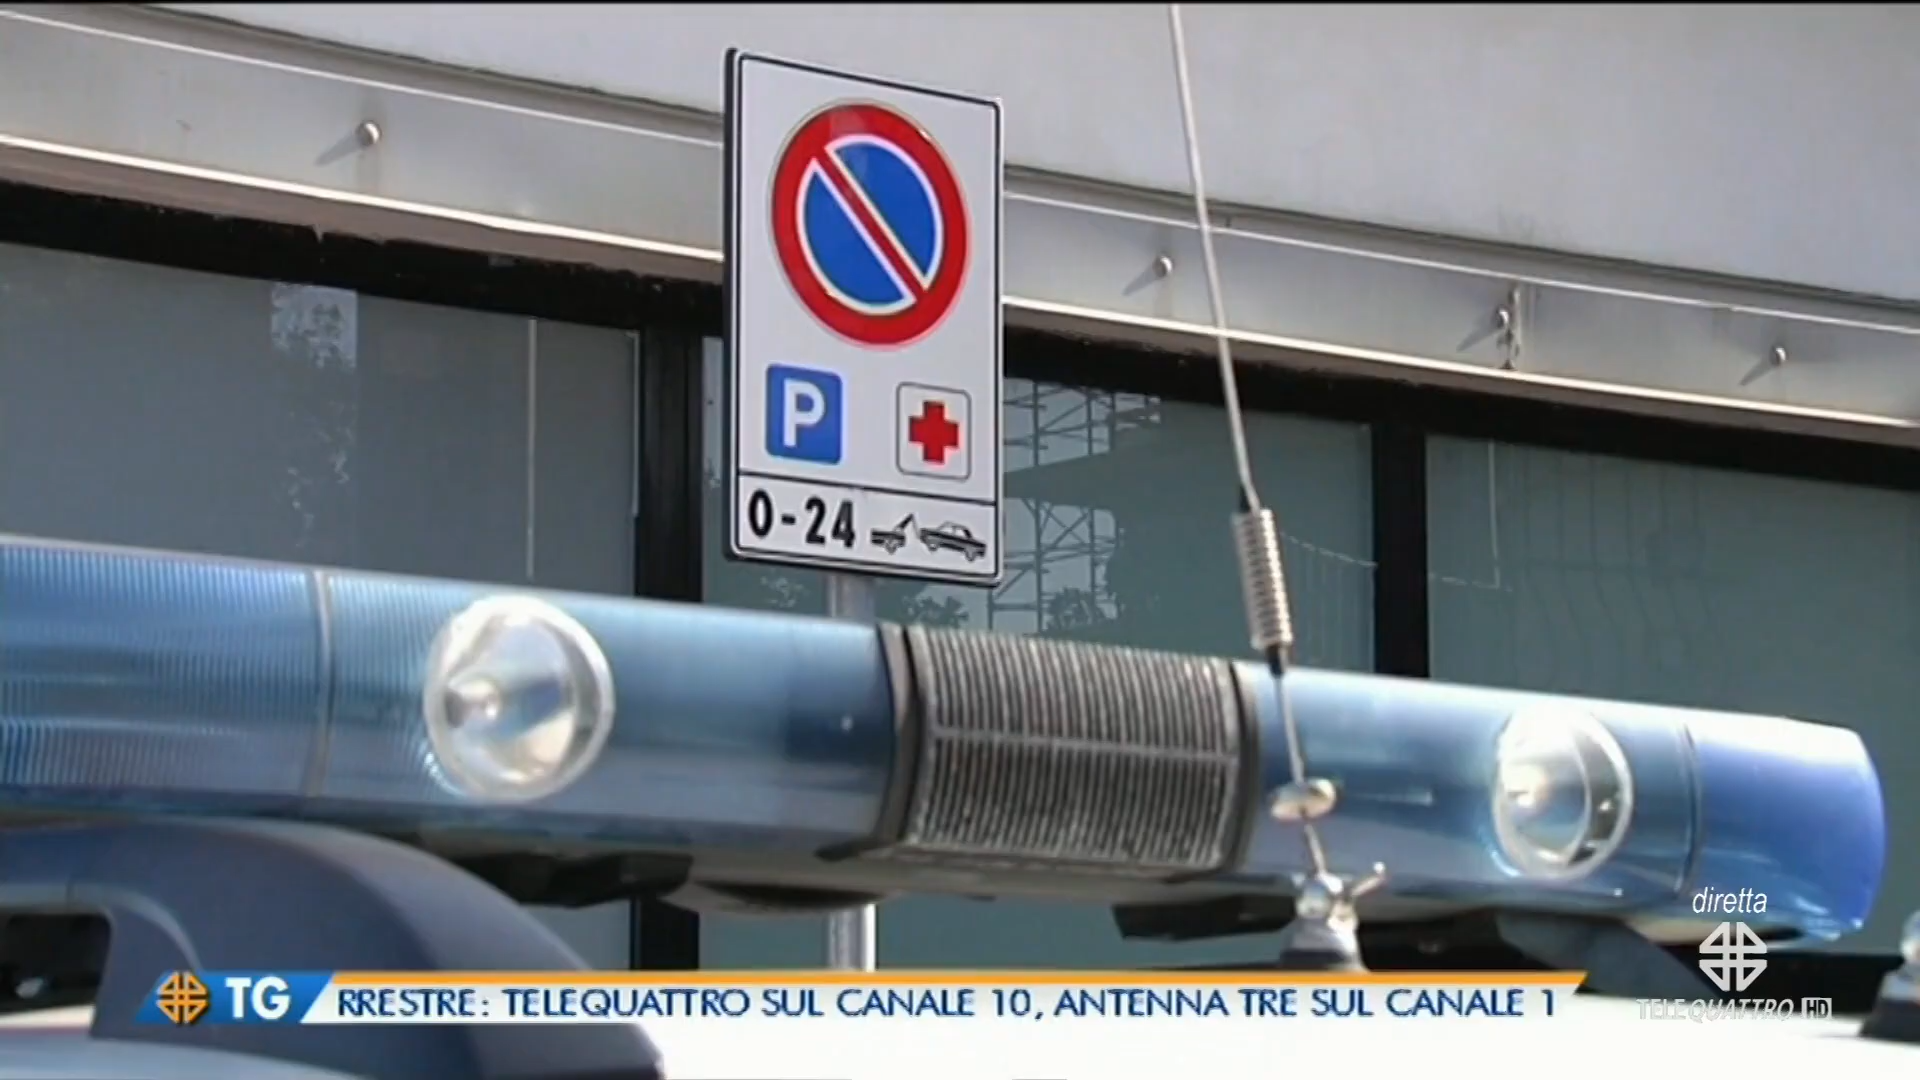 P
0-24
diretta
TG
RRESTRE: TELEQUATTRO SUL CANALE 10, ANTENNA TRE SUL CANALE 1
TELEQUATTRO HD